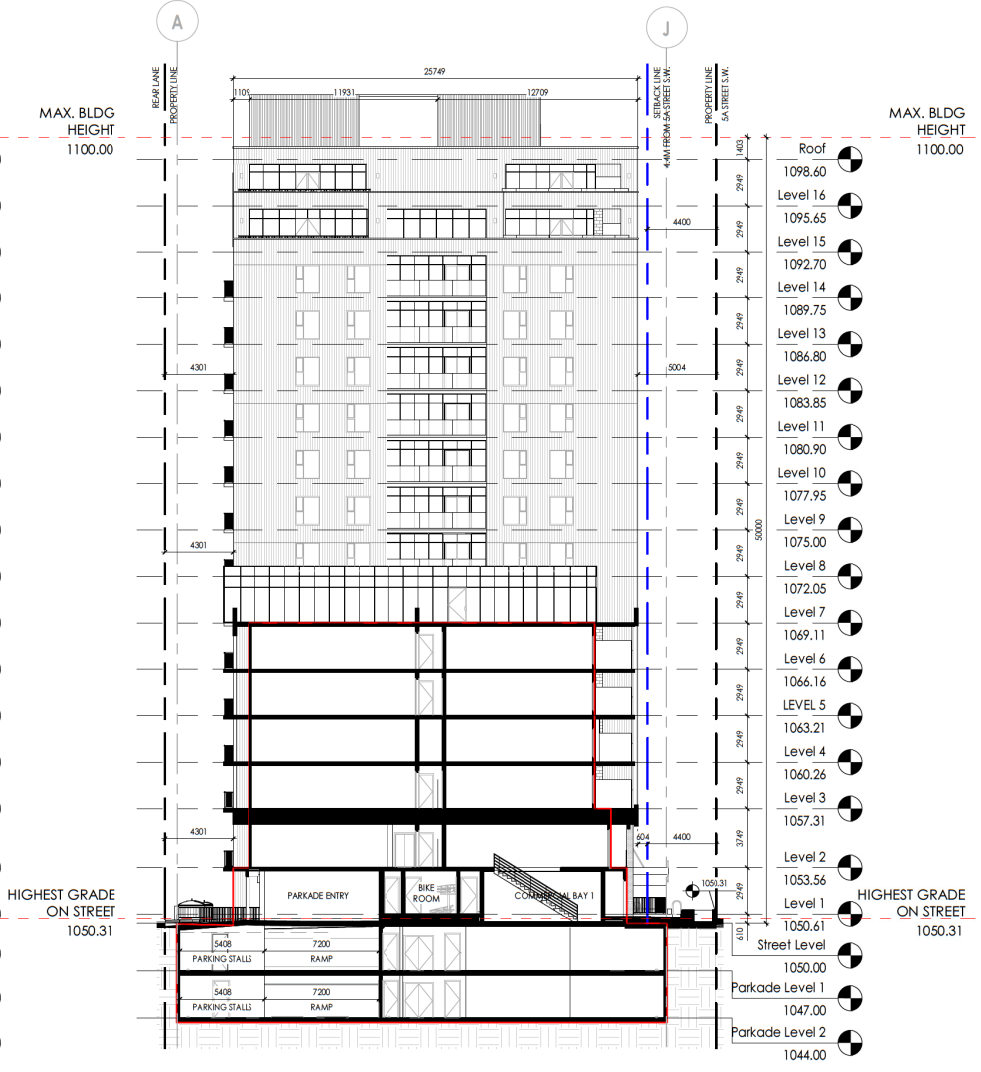 A
J
25749
1109
11931
12709
REAR LANE
PROPERTY LINE
SETBACK LINE
4.4M FROM 5A STREET S.W.
PROPERTY LINE
5A STREET S.W.
MAX. BLDG
HEIGHT
1100.00
MAX. BLDG
HEIGHT
1100.00
1403
Roof
1098.60
2949
Level 16
1095.65
4400
2949
Level 15
1092.70
2949
Level 14
1089.75
2949
Level 13
1086.80
4301
5004
2949
Level 12
1083.85
2949
Level 11
1080.90
2949
Level 10
1077.95
2949
Level 9
1075.00
50000
4301
2949
Level 8
1072.05
2949
Level 7
1069.11
2949
Level 6
1066.16
2949
LEVEL 5
1063.21
2949
Level 4
1060.26
2949
Level 3
1057.31
4301
604
4400
3749
Level 2
1053.56
2949
1050.31
HIGHEST GRADE
ON STREET
1050.31
PARKADE ENTRY
BIKE
ROOM
COMMERCIAL BAY 1
Level 1
1050.61
HIGHEST GRADE
ON STREET
1050.31
610
Street Level
1050.00
5408
7200
PARKING STALLS
RAMP
Parkade Level 1
1047.00
5408
7200
PARKING STALLS
RAMP
Parkade Level 2
1044.00